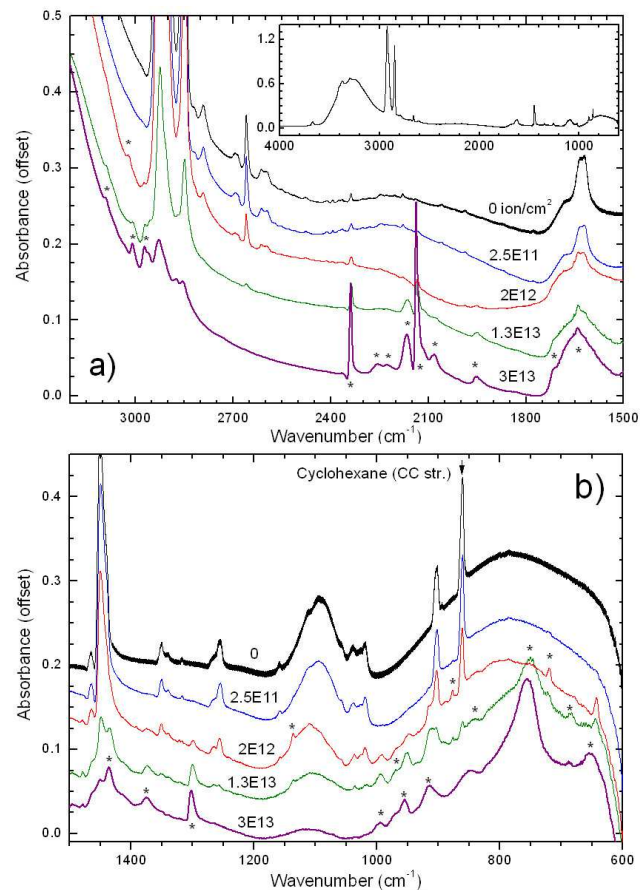 a)
0.5
0.4
0.3
0.2
0.1
0.0
Absorbance (offset)
1.2
0.6
0.0
4000 3000 2000 1000
0 ion/cm²
2.5E11
2E12
1.3E13
3E13
* * * * * * * * * * * *
3000 2700 2400 2100 1800 1500
Wavenumber (cm⁻¹)
b)
Cyclohexane (CC str.)
0.4
0.3
0.2
0.1
0.0
Absorbance (offset)
0
2.5E11
2E12
1.3E13
3E13
* * * * * * * * * * * * *
1400 1200 1000 800 600
Wavenumber (cm⁻¹)